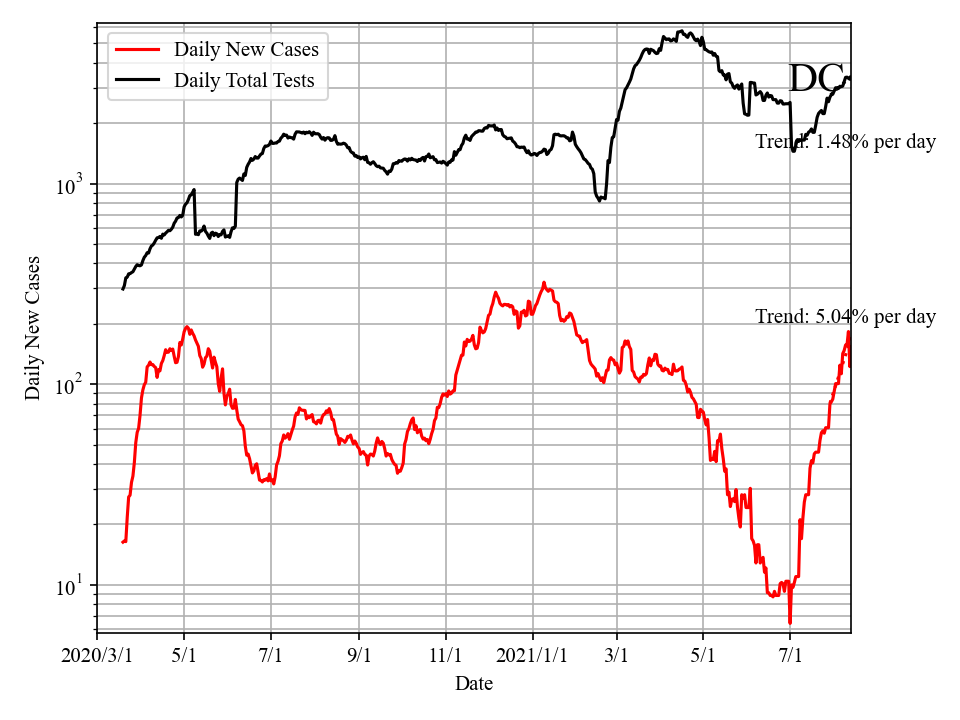 Daily New Cases
Daily Total Tests
DC
Trend: 1.48% per day
Trend: 5.04% per day
10³
10²
10¹
Daily New Cases
2020/3/1 5/1 7/1 9/1 11/1 2021/1/1 3/1 5/1 7/1
Date